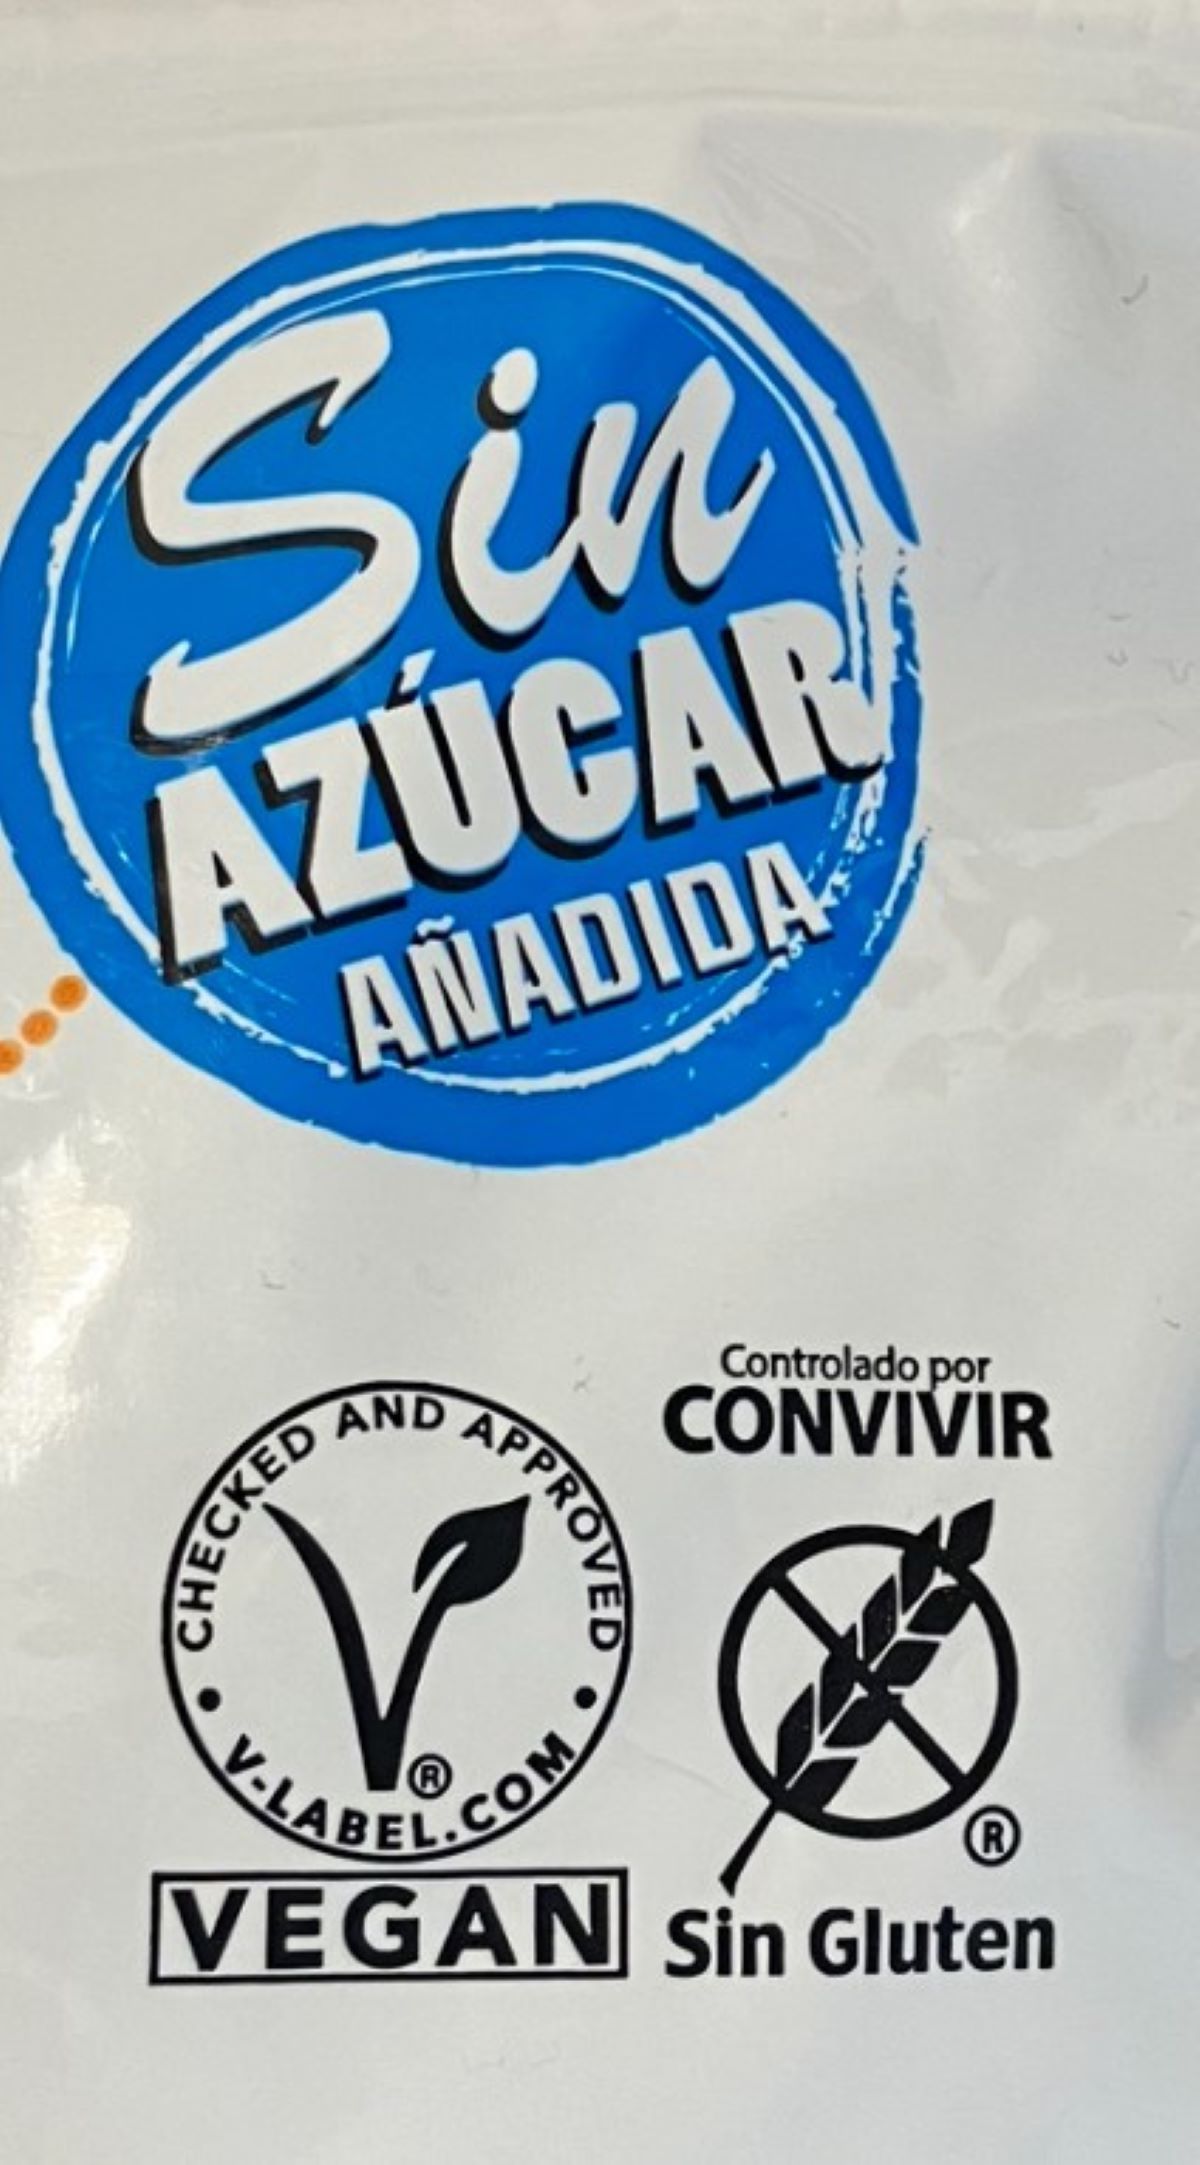 Sin
AZÚCAR
AÑADIDA
CHECKED AND APPROVED
V-LABEL.COM
®
VEGAN
Controlado por
CONVIVIR
®
Sin Gluten